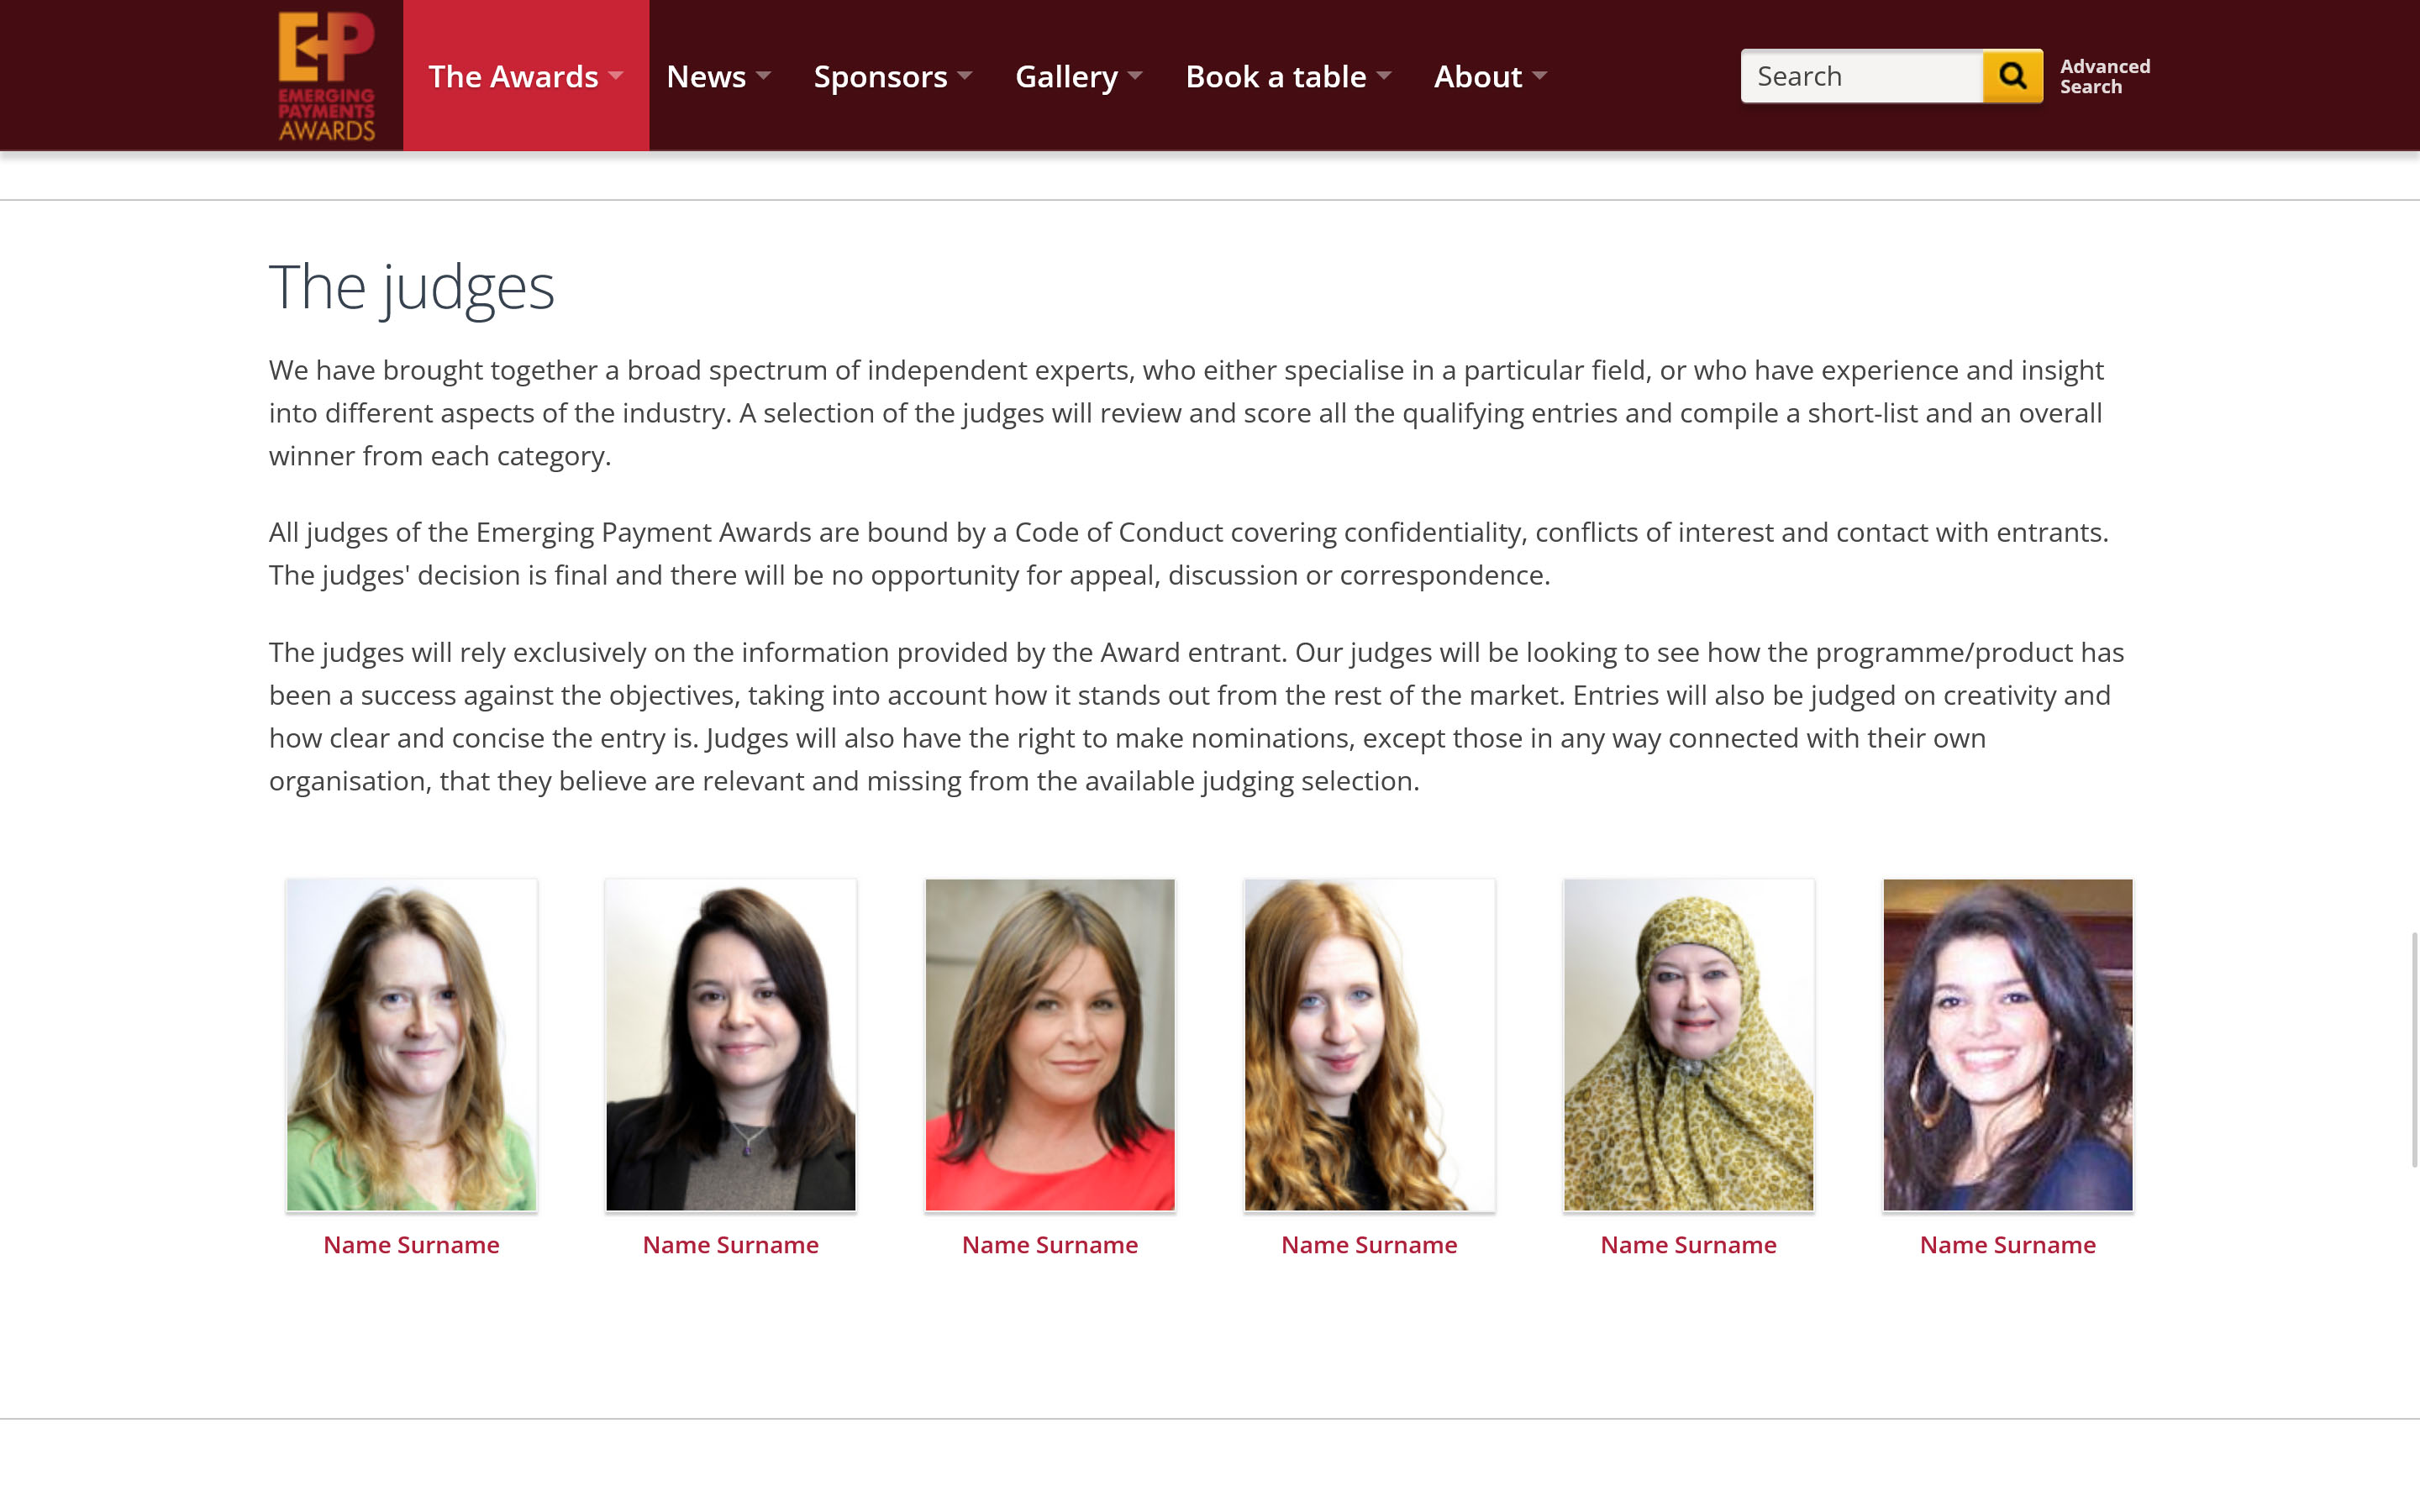 EP
EMERGING
PAYMENTS
AWARDS
The Awards
News
Sponsors
Gallery
Book a table
About
Search
Advanced
Search
The judges
We have brought together a broad spectrum of independent experts, who either specialise in a particular field, or who have experience and insight
into different aspects of the industry. A selection of the judges will review and score all the qualifying entries and compile a short-list and an overall
winner from each category.
All judges of the Emerging Payment Awards are bound by a Code of Conduct covering confidentiality, conflicts of interest and contact with entrants.
The judges' decision is final and there will be no opportunity for appeal, discussion or correspondence.
The judges will rely exclusively on the information provided by the Award entrant. Our judges will be looking to see how the programme/product has
been a success against the objectives, taking into account how it stands out from the rest of the market. Entries will also be judged on creativity and
how clear and concise the entry is. Judges will also have the right to make nominations, except those in any way connected with their own
organisation, that they believe are relevant and missing from the available judging selection.
Name Surname
Name Surname
Name Surname
Name Surname
Name Surname
Name Surname